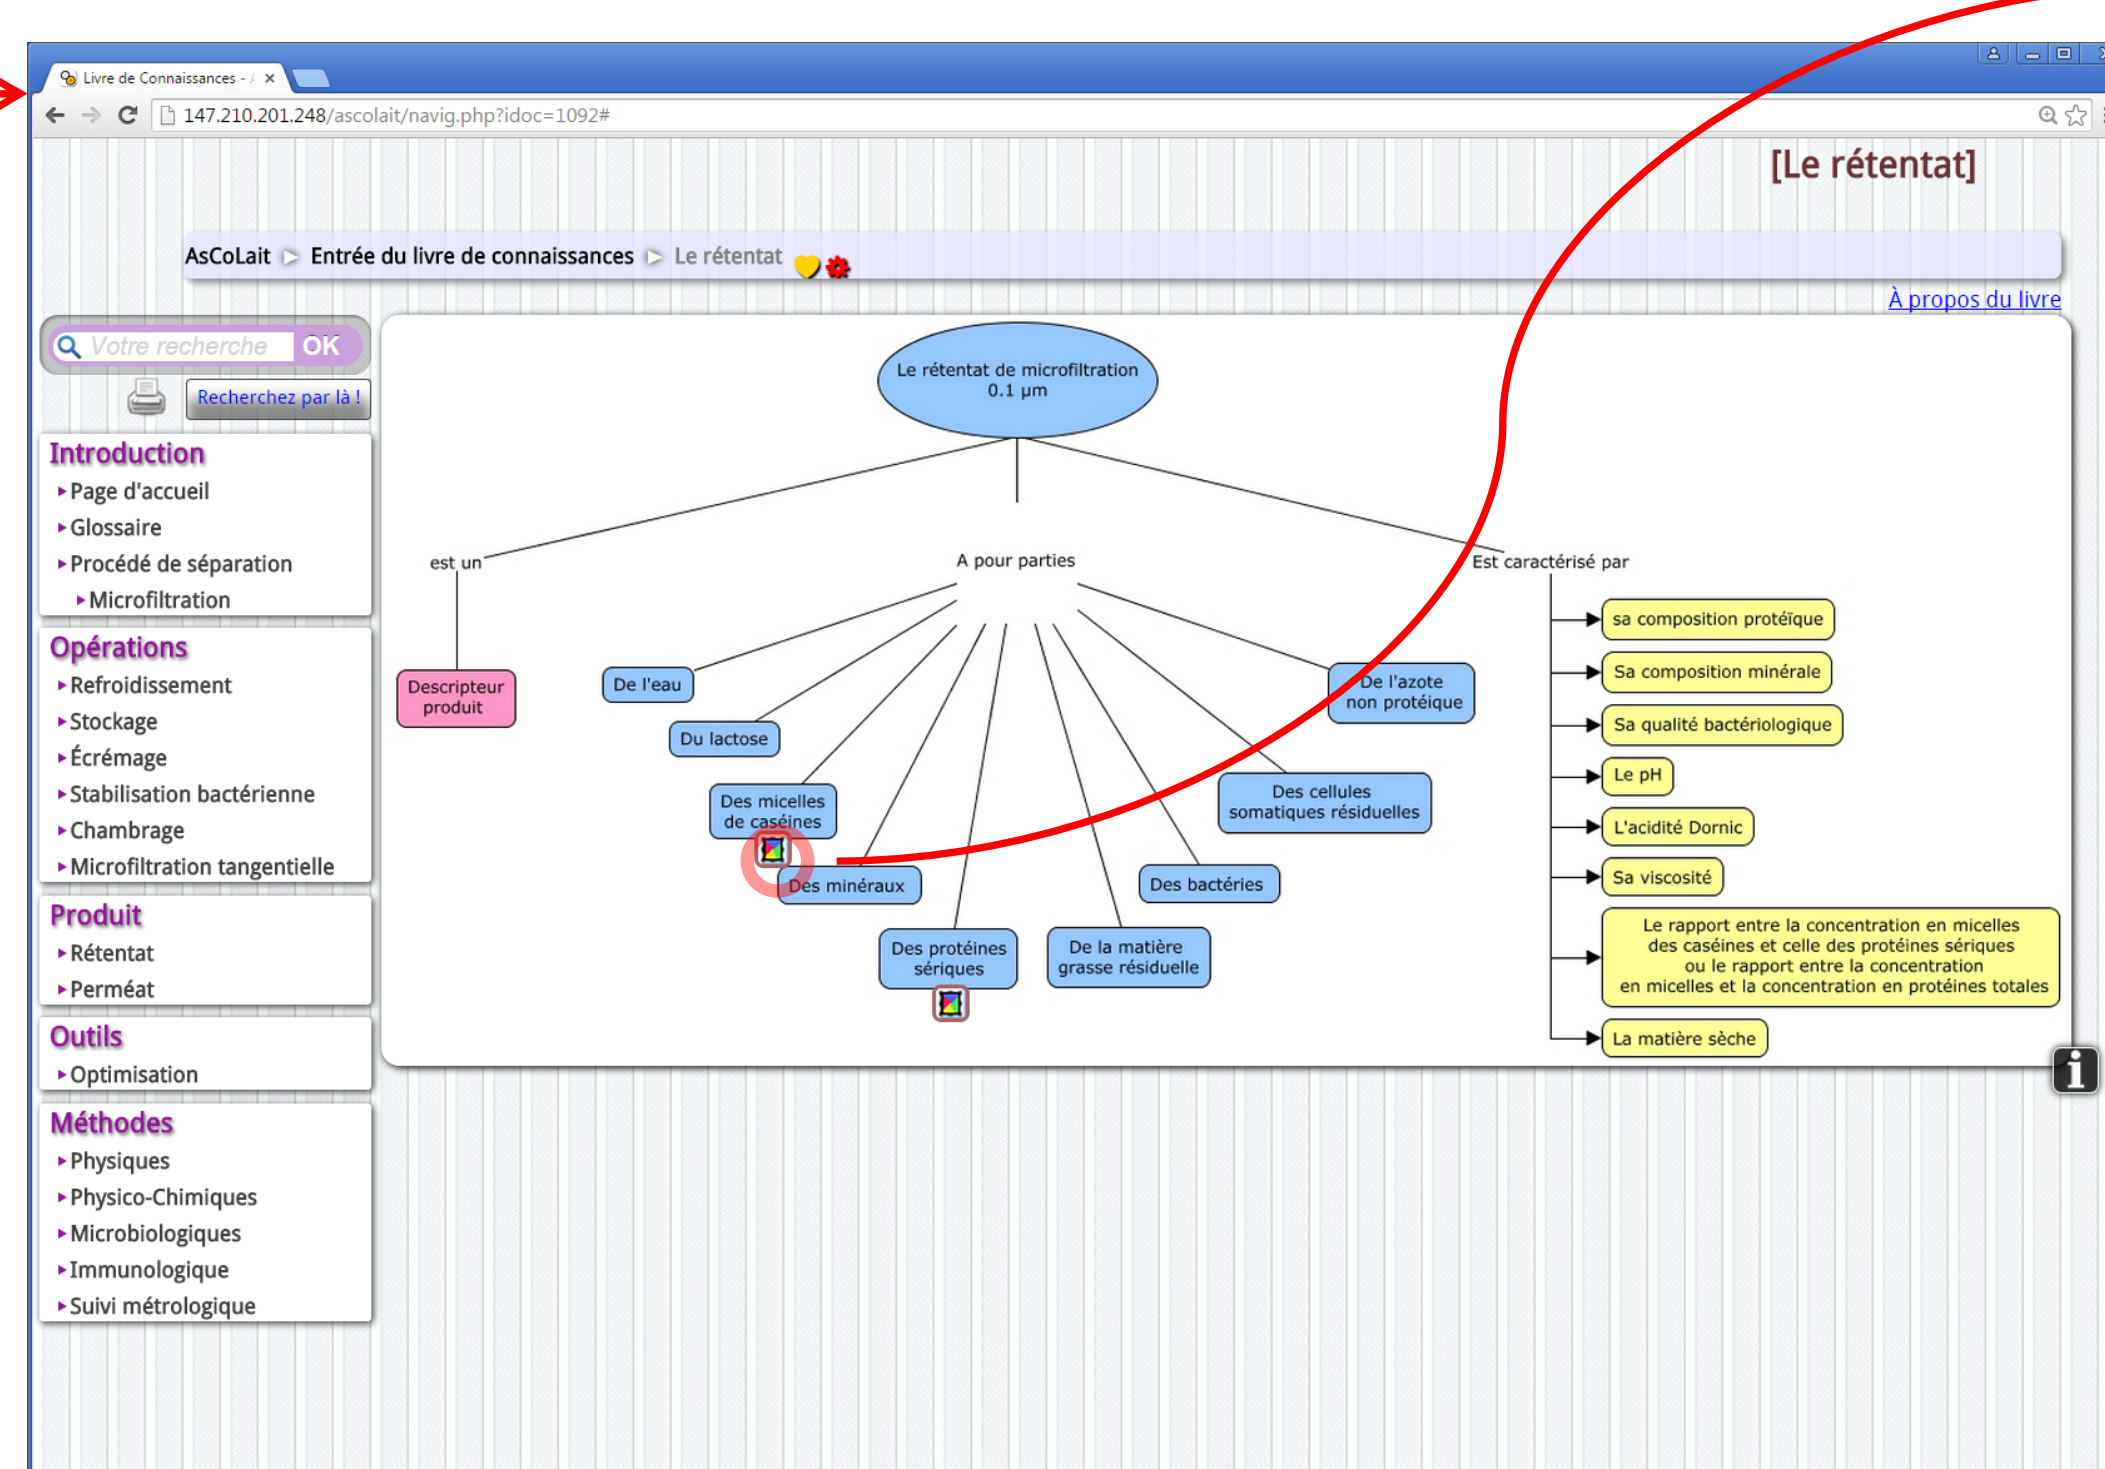 Livre de Connaissances - A
147.210.201.248/ascolait/navig.php?idoc=1092#
[Le rétentat]
AsCoLait Entrée du livre de connaissances Le rétentat
À propos du livre
Votre recherche OK
Recherchez par là !
Introduction
Page d'accueil
Glossaire
Procédé de séparation
Microfiltration
Opérations
Refroidissement
Stockage
Écrémage
Stabilisation bactérienne
Chambrage
Microfiltration tangentielle
Produit
Rétentat
Perméat
Outils
Optimisation
Méthodes
Physiques
Physico-Chimiques
Microbiologiques
Immunologique
Suivi métrologique
Le rétentat de microfiltration
0.1 µm
est un
A pour parties
Est caractérisé par
Descripteur
produit
De l'eau
Du lactose
Des micelles
de caséines
Des minéraux
Des protéines
sériques
De la matière
grasse résiduelle
Des bactéries
Des cellules
somatiques résiduelles
De l'azote
non protéique
sa composition protéïque
Sa composition minérale
Sa qualité bactériologique
Le pH
L'acidité Dornic
Sa viscosité
Le rapport entre la concentration en micelles
des caséines et celle des protéines sériques
ou le rapport entre la concentration
en micelles et la concentration en protéines totales
La matière sèche